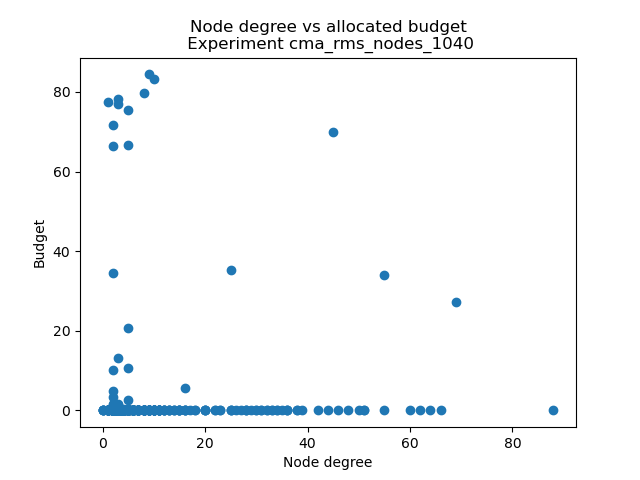 Node degree vs allocated budget
Experiment cma_rms_nodes_1040
80
60
40
20
0
Budget
0 20 40 60 80
Node degree